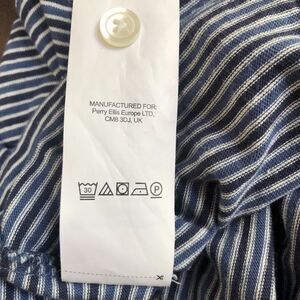 MANUFACTURED FOR:
Perry Ellis Europe LTD,
CM8 3DJ, UK
30 P